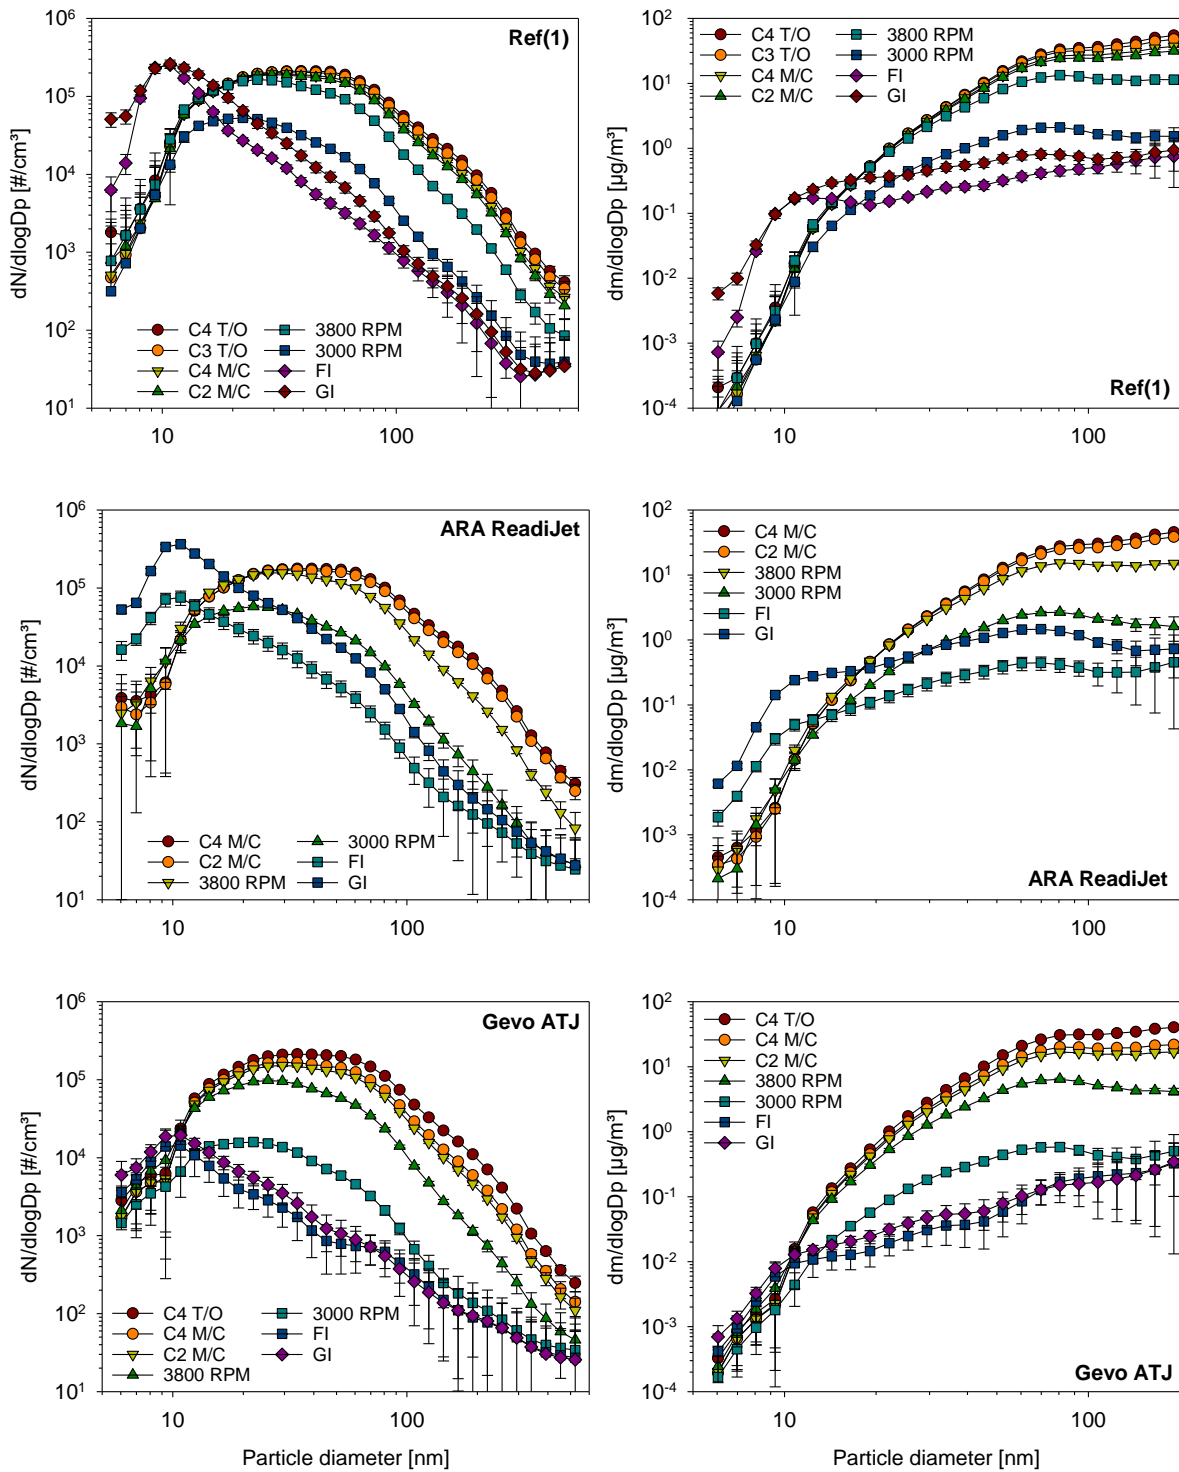 Ref(1)
dN/dlogDp [#/cm³]
10⁶
10⁵
10⁴
10³
10²
10¹
C4 T/O
C3 T/O
C4 M/C
C2 M/C
3800 RPM
3000 RPM
FI
GI
10 100
dm/dlogDp [µg/m³]
10²
10¹
10⁰
10⁻¹
10⁻²
10⁻³
10⁻⁴
C4 T/O
C3 T/O
C4 M/C
C2 M/C
3800 RPM
3000 RPM
FI
GI
Ref(1)
10 100
ARA ReadiJet
dN/dlogDp [#/cm³]
10⁶
10⁵
10⁴
10³
10²
10¹
C4 M/C
C2 M/C
3800 RPM
3000 RPM
FI
GI
10 100
dm/dlogDp [µg/m³]
10²
10¹
10⁰
10⁻¹
10⁻²
10⁻³
10⁻⁴
C4 M/C
C2 M/C
3800 RPM
3000 RPM
FI
GI
ARA ReadiJet
10 100
Gevo ATJ
dN/dlogDp [#/cm³]
10⁶
10⁵
10⁴
10³
10²
10¹
C4 T/O
C4 M/C
C2 M/C
3800 RPM
3000 RPM
FI
GI
10 100
Particle diameter [nm]
dm/dlogDp [µg/m³]
10²
10¹
10⁰
10⁻¹
10⁻²
10⁻³
10⁻⁴
C4 T/O
C4 M/C
C2 M/C
3800 RPM
3000 RPM
FI
GI
Gevo ATJ
10 100
Particle diameter [nm]